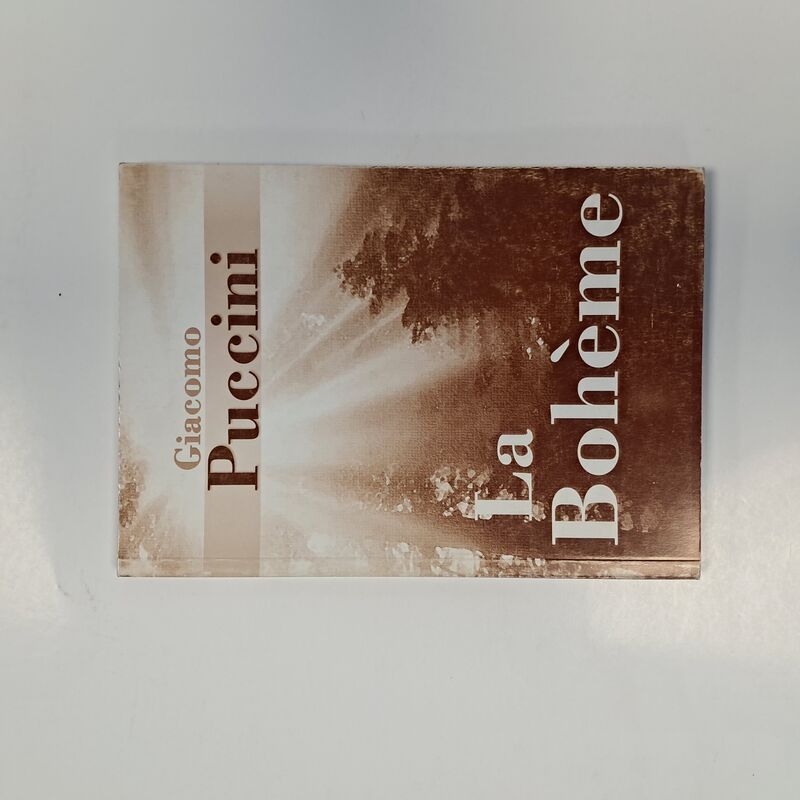 Giacomo
Puccini
La
Bohème